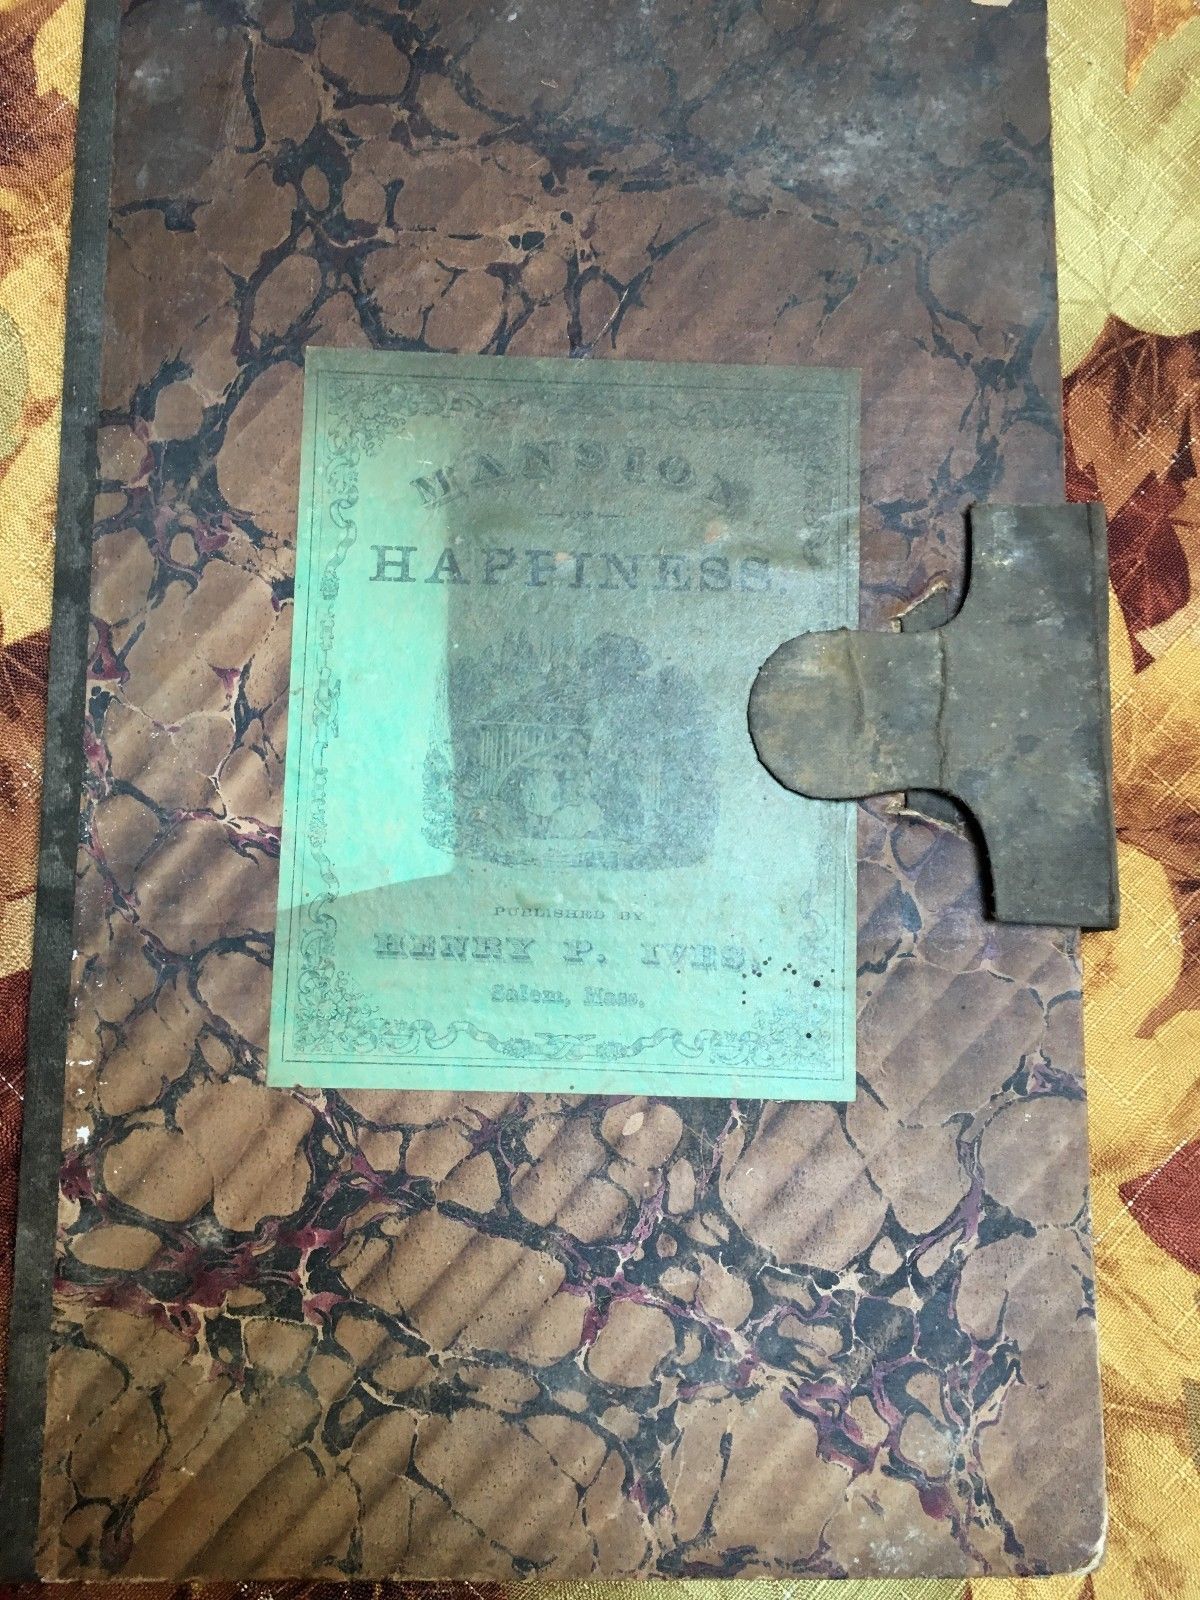 MANSION
OF
HAPPINESS.
PUBLISHED BY
HENRY P. IVES,
Salem, Mass.